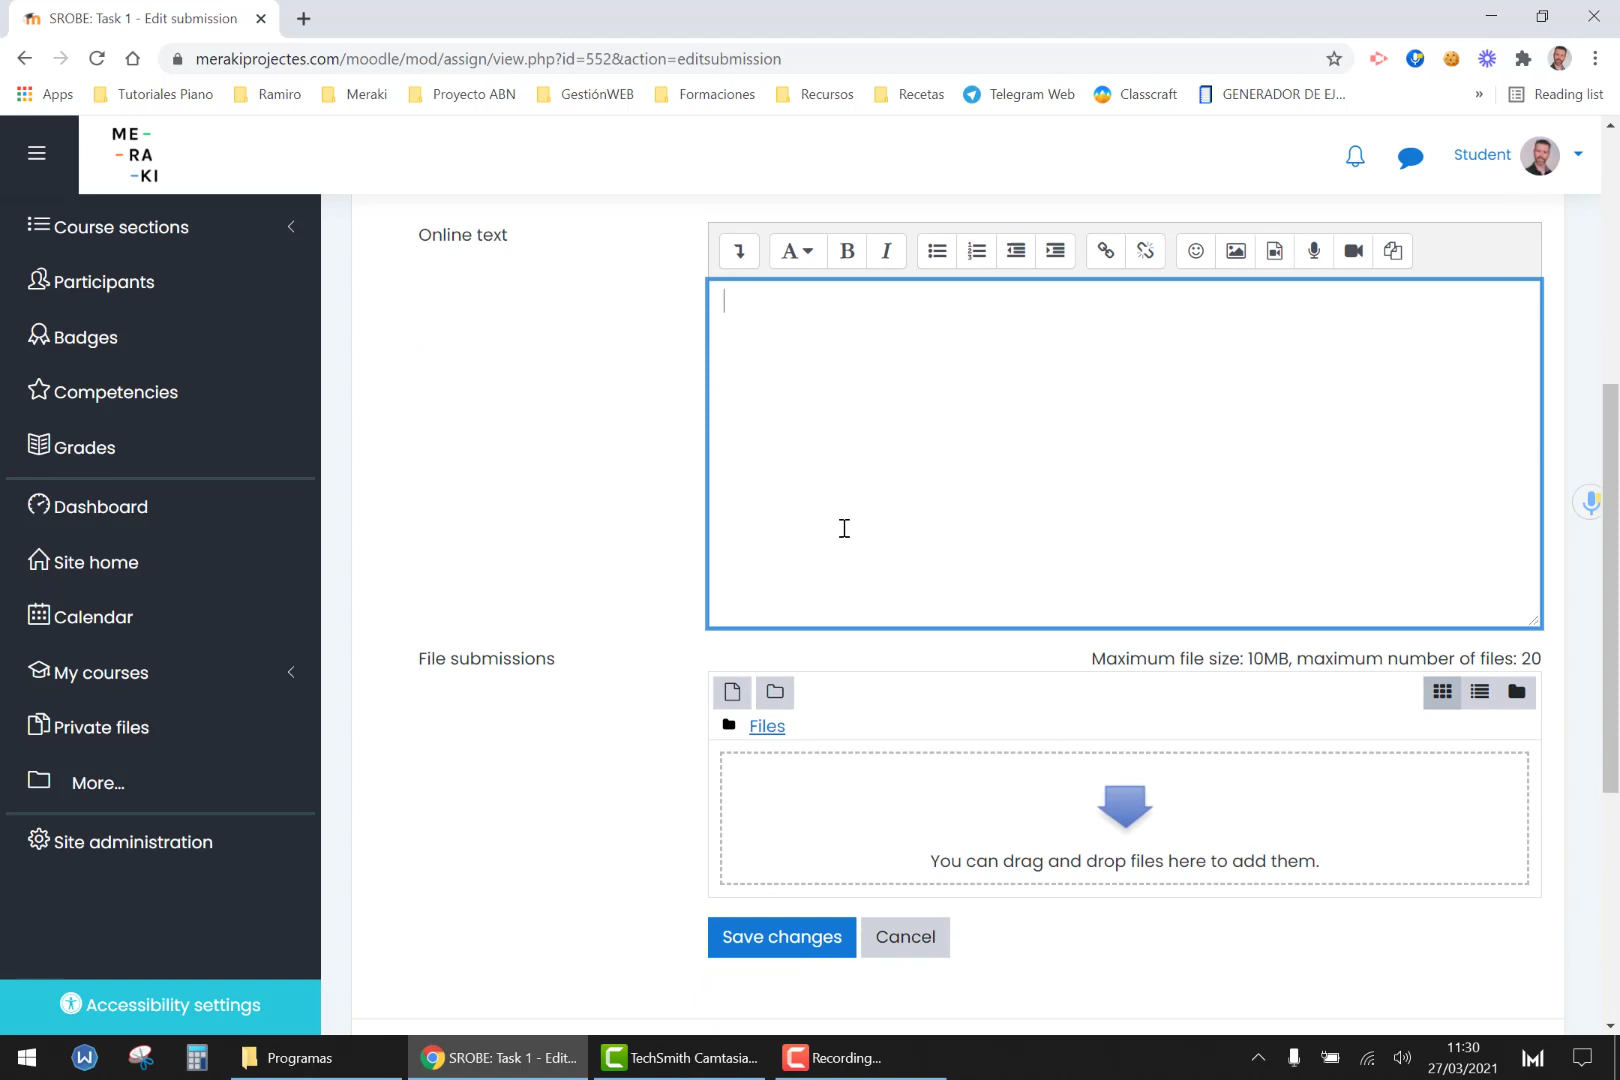 SROBE: Task 1 - Edit submission
merakiprojectes.com/moodle/mod/assign/view.php?id=552&action=editsubmission
Apps
Tutoriales Piano
Ramiro
Meraki
Proyecto ABN
GestiónWEB
Formaciones
Recursos
Recetas
Telegram Web
Classcraft
GENERADOR DE EJ...
»
Reading list
ME-
-RA
-KI
Student
Course sections
Participants
Badges
Competencies
Grades
Dashboard
Site home
Calendar
My courses
Private files
More...
Site administration
Accessibility settings
Online text
A
B
I
File submissions
Maximum file size: 10MB, maximum number of files: 20
Files
You can drag and drop files here to add them.
Save changes
Cancel
Programas
SROBE: Task 1 - Edit...
TechSmith Camtasia...
Recording...
11:30
27/03/2021